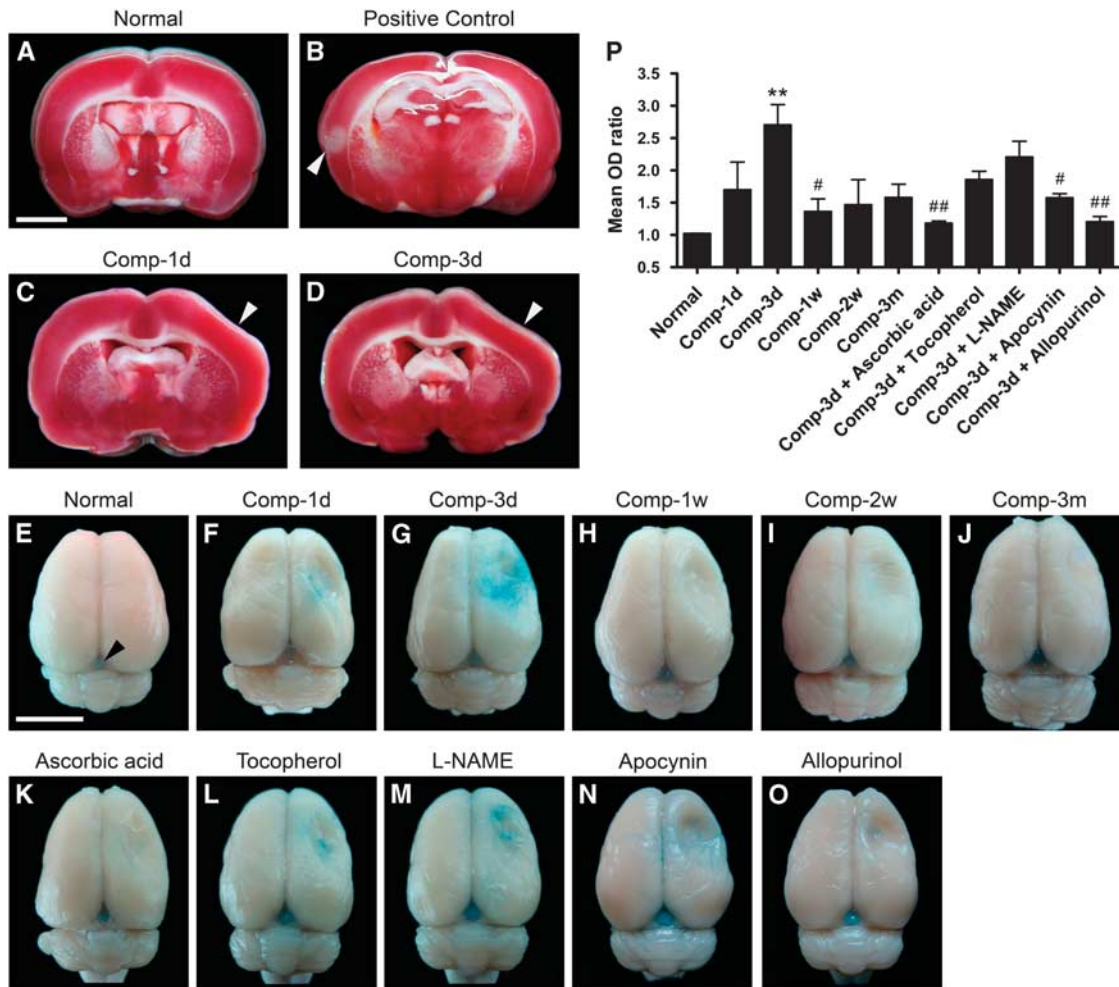 Normal
Positive Control
A
B
Comp-1d
Comp-3d
C
D
P
Mean OD ratio
3.5
3.0
2.5
2.0
1.5
1.0
0.5
**
#
##
#
##
Normal
Comp-1d
Comp-3d
Comp-1w
Comp-2w
Comp-3m
Comp-3d + Ascorbic acid
Comp-3d + Tocopherol
Comp-3d + L-NAME
Comp-3d + Apocynin
Comp-3d + Allopurinol
Normal
Comp-1d
Comp-3d
Comp-1w
Comp-2w
Comp-3m
E
F
G
H
I
J
Ascorbic acid
Tocopherol
L-NAME
Apocynin
Allopurinol
K
L
M
N
O